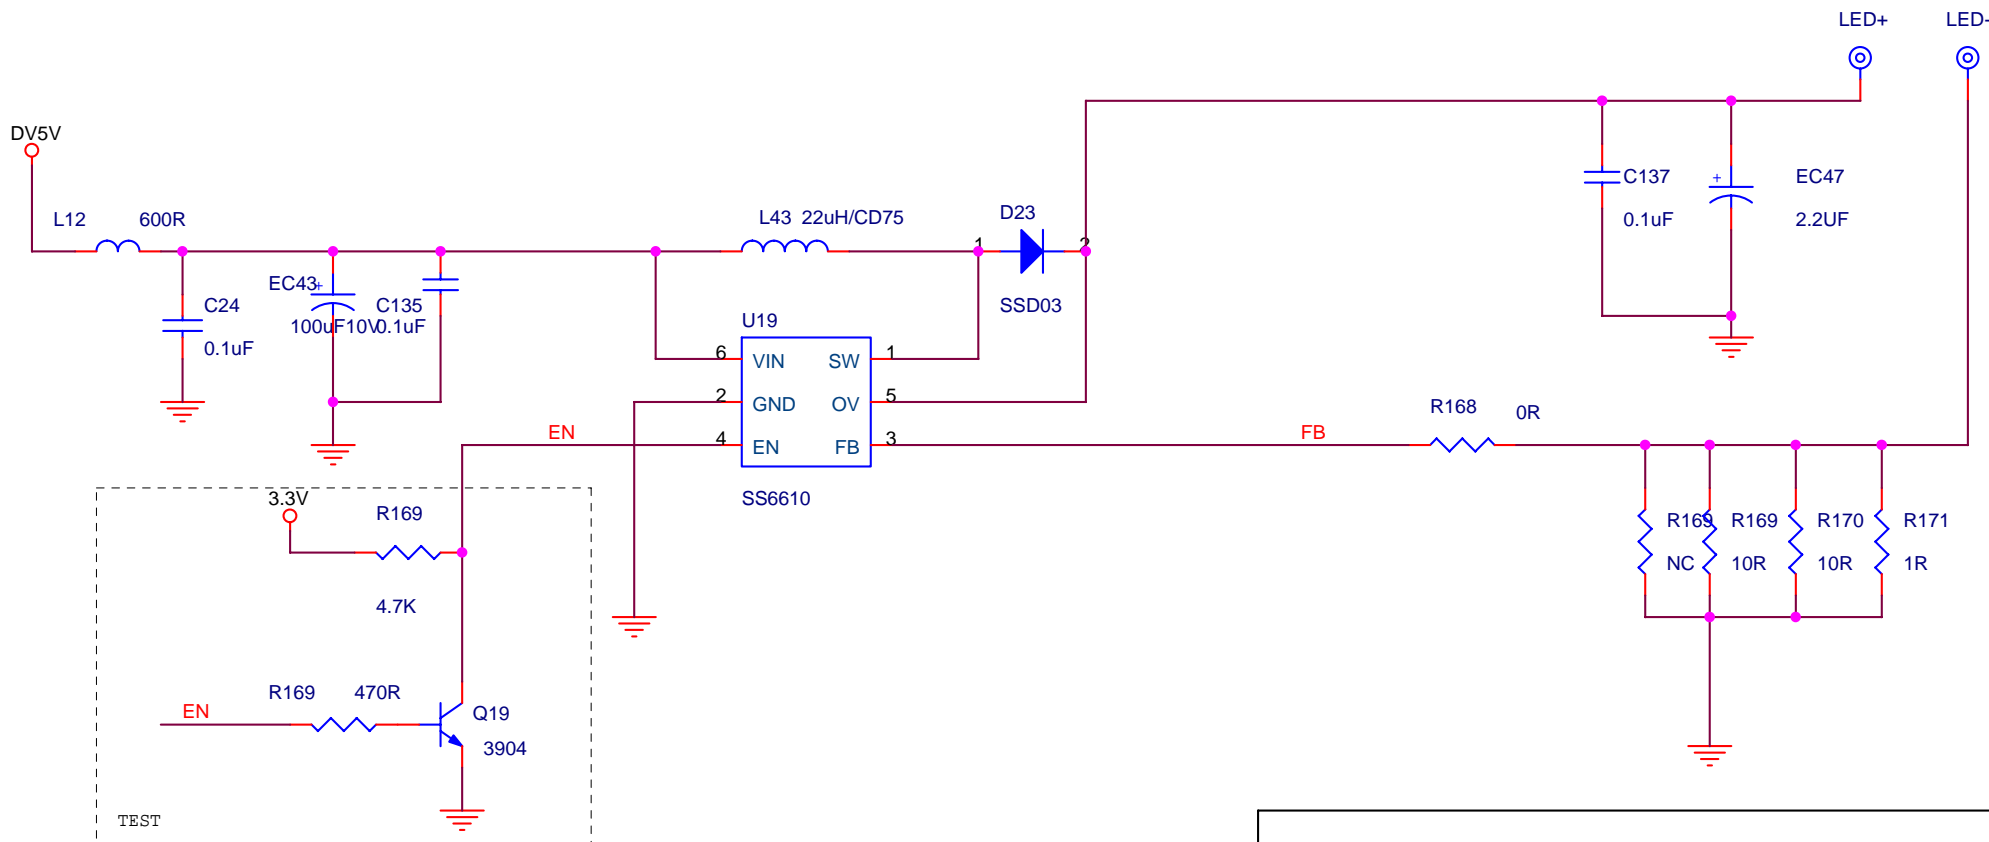 LED+ LED-
DV5V
L12 600R
L43 22uH/CD75
D23
1 2
SSD03
C137
0.1uF
EC47
+
2.2UF
C24
0.1uF
EC43
+
100uF10V
C135
0.1uF
U19
6 VIN SW 1
2 GND OV 5
4 EN FB 3
SS6610
EN
FB
R168 0R
3.3V
R169
4.7K
R169 R169 R170 R171
NC 10R 10R 1R
R169 470R
EN
Q19
3904
TEST